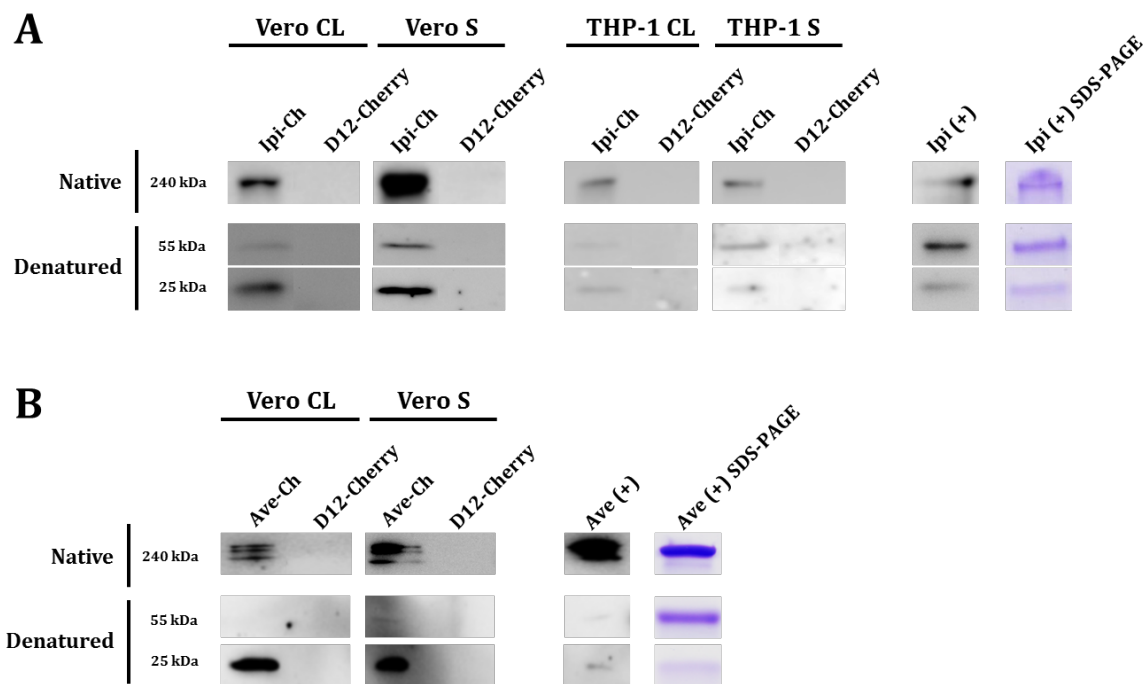 A
Vero CL Vero S THP-1 CL THP-1 S
Ipi-Ch D12-Cherry Ipi-Ch D12-Cherry Ipi-Ch D12-Cherry Ipi-Ch D12-Cherry Ipi (+) Ipi (+) SDS-PAGE
Native 240 kDa
55 kDa
Denatured
25 kDa
B
Vero CL Vero S
Ave-Ch D12-Cherry Ave-Ch D12-Cherry Ave (+) Ave (+) SDS-PAGE
Native 240 kDa
55 kDa
Denatured
25 kDa